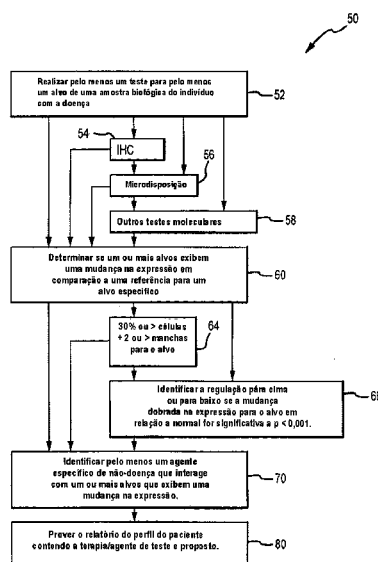 50
Realizar pelo menos um teste para pelo menos
um alvo de uma amostra biológica do indivíduo
com a doença
52
54
IHC
56
Microdisposição
Outros testes moleculares
58
Determinar se um ou mais alvos exibem
uma mudança na expressão em
comparação a uma referência para um
alvo específico
60
30% ou > células
+ 2 ou > manchas
para o alvo
64
Identificar a regulação pára cima
ou para baixo se a mudança
dobrada na expressão para o alvo em
relação a normal for significativa a p < 0,001.
Identificar pelo menos um agente
específico de não-doença que interage
com um ou mais alvos que exibem uma
mudança na expressão.
70
Prever o relatório do perfil do paciente
contendo a terapia/agente de teste e proposto.
80